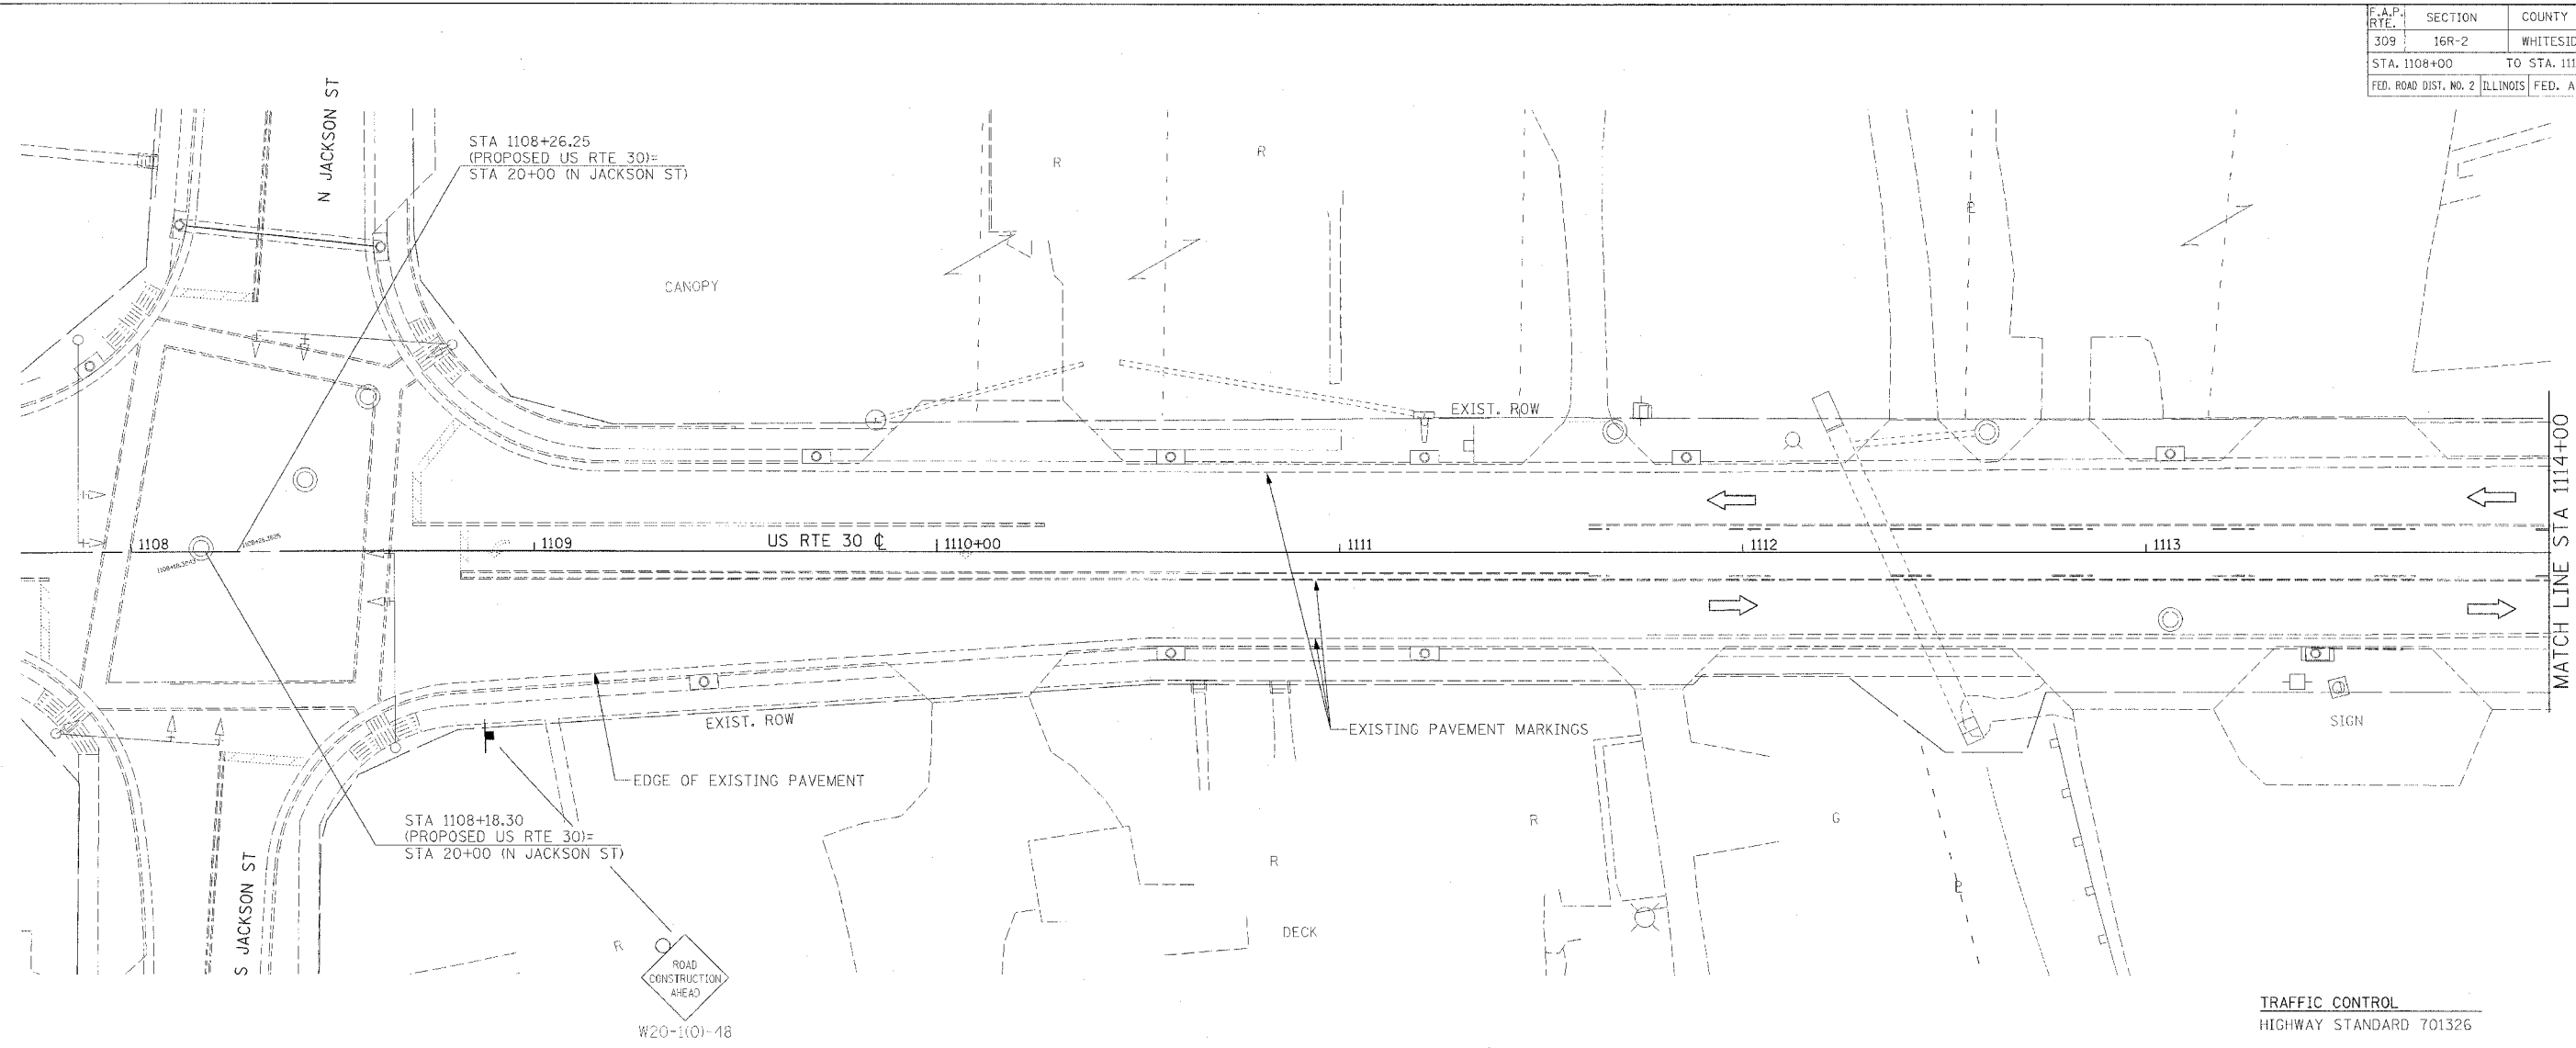 F.A.P. RTE. SECTION COUNTY
309 16R-2 WHITESID
STA. 1108+00 TO STA. 111
FED. ROAD DIST. NO. 2 ILLINOIS FED. A
N JACKSON ST
STA 1108+26.25
(PROPOSED US RTE 30)=
STA 20+00 (N JACKSON ST)
R
R
CANOPY
EXIST. ROW
MATCH LINE STA 1114+00
1108
1109
US RTE 30 ℄
1110+00
1111
1112
1113
EXIST. ROW
EXISTING PAVEMENT MARKINGS
SIGN
EDGE OF EXISTING PAVEMENT
STA 1108+18.30
(PROPOSED US RTE 30)=
STA 20+00 (N JACKSON ST)
S JACKSON ST
R
G
R
DECK
R
ROAD
CONSTRUCTION
AHEAD
W20-1(O)-48
TRAFFIC CONTROL
HIGHWAY STANDARD 701326